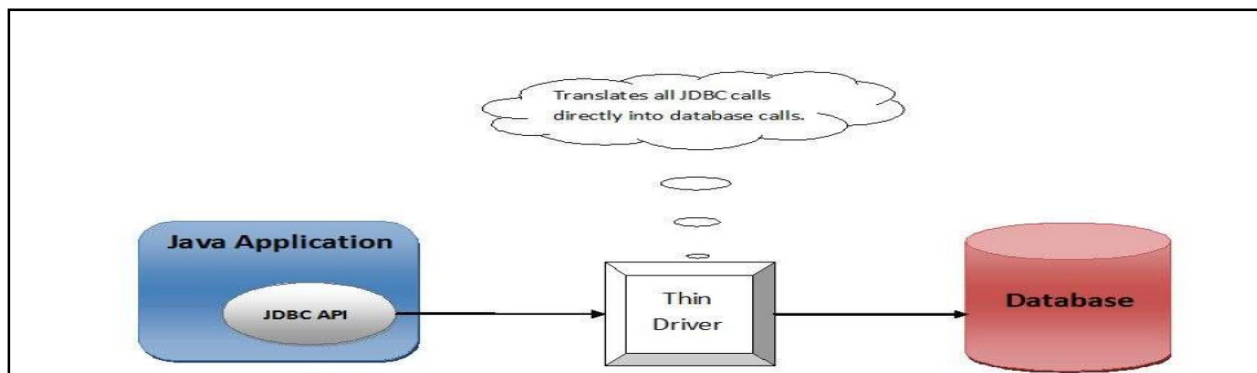 Translates all JDBC calls
directly into database calls.
Java Application
JDBC API
Thin
Driver
Database